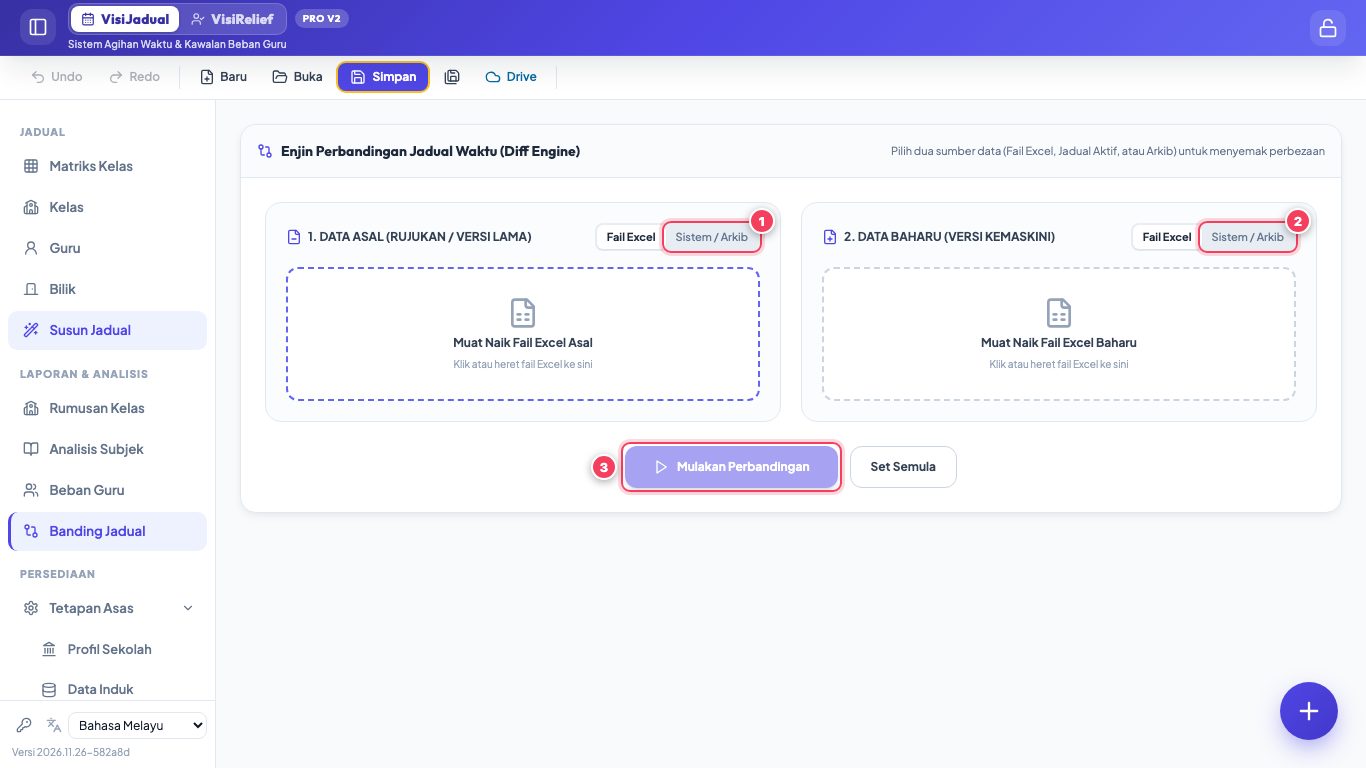 VisiJadual
VisiRelief
PRO V2
Sistem Agihan Waktu & Kawalan Beban Guru
Undo
Redo
Baru
Buka
Simpan
Drive
JADUAL
Matriks Kelas
Kelas
Guru
Bilik
Susun Jadual
LAPORAN & ANALISIS
Rumusan Kelas
Analisis Subjek
Beban Guru
Banding Jadual
PERSEDIAAN
Tetapan Asas
Profil Sekolah
Data Induk
Bahasa Melayu
Versi 2026.11.26-582a8d
Enjin Perbandingan Jadual Waktu (Diff Engine)
Pilih dua sumber data (Fail Excel, Jadual Aktif, atau Arkib) untuk menyemak perbezaan
1. DATA ASAL (RUJUKAN / VERSI LAMA)
Fail Excel
Sistem / Arkib
1
Muat Naik Fail Excel Asal
Klik atau heret fail Excel ke sini
2. DATA BAHARU (VERSI KEMASKINI)
Fail Excel
Sistem / Arkib
2
Muat Naik Fail Excel Baharu
Klik atau heret fail Excel ke sini
3
Mulakan Perbandingan
Set Semula